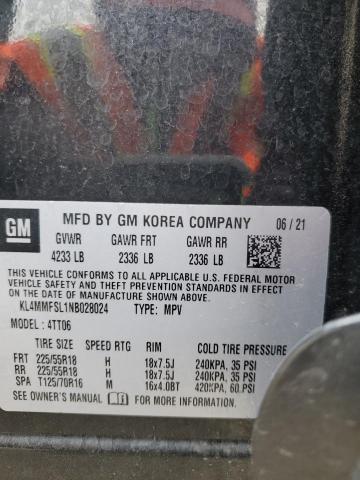 GM
MFD BY GM KOREA COMPANY 06/21
GVWR GAWR FRT GAWR RR
4233 LB 2336 LB 2336 LB
THIS VEHICLE CONFORMS TO ALL APPLICABLE U.S. FEDERAL MOTOR
VEHICLE SAFETY AND THEFT PREVENTION STANDARDS IN EFFECT
ON THE DATE OF MANUFACTURE SHOWN ABOVE.
KL4MMFSL1NB028024 TYPE: MPV
MODEL: 4TT06
TIRE SIZE SPEED RTG RIM COLD TIRE PRESSURE
FRT 225/55R18 H 18x7.5J 240KPA, 35 PSI
RR 225/55R18 H 18x7.5J 240KPA, 35 PSI
SPA T125/70R16 M 16x4.0BT 420KPA, 60 PSI
SEE OWNER'S MANUAL FOR MORE INFORMATION.